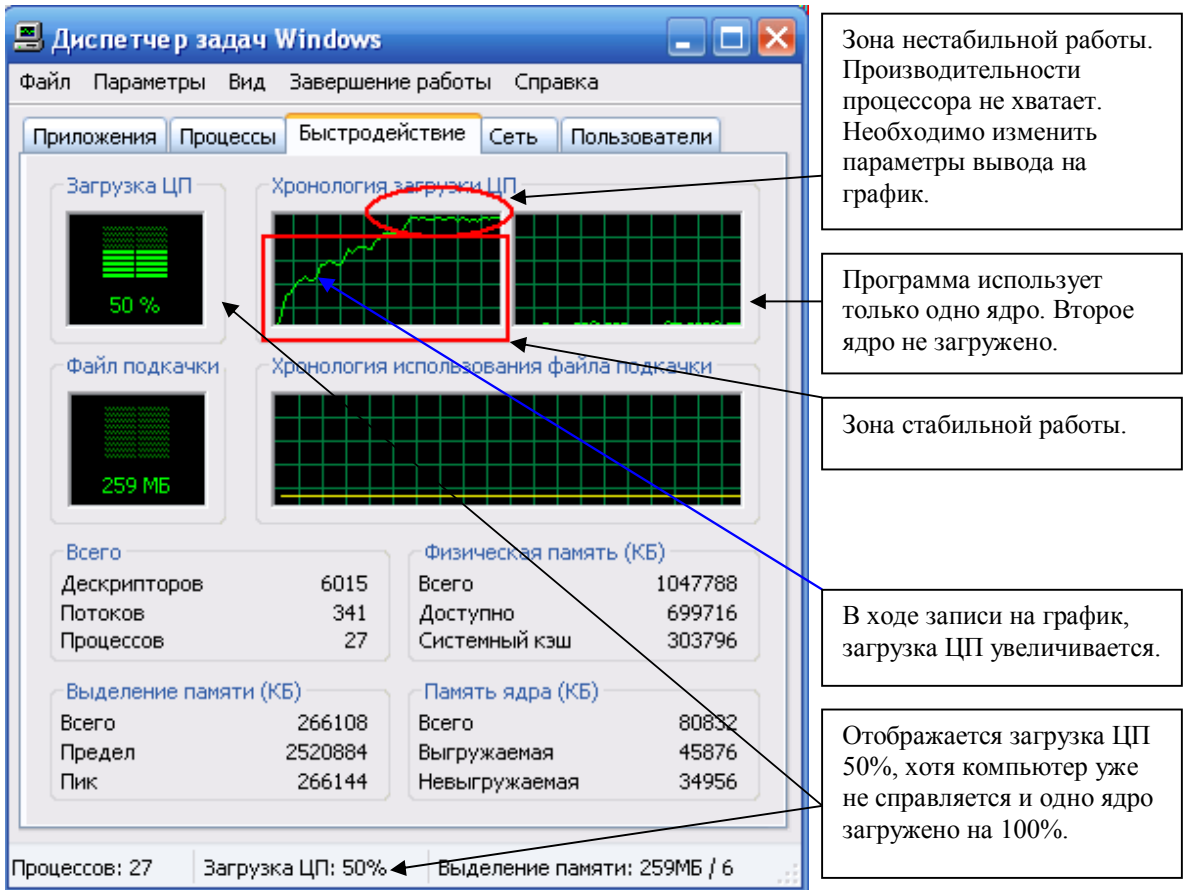 Диспетчер задач Windows
Файл Параметры Вид Завершение работы Справка
Приложения Процессы Быстродействие Сеть Пользователи
Загрузка ЦП
50 %
Хронология загрузки ЦП
Файл подкачки
259 МБ
Хронология использования файла подкачки
Всего
Дескрипторов 6015
Потоков 341
Процессов 27
Физическая память (КБ)
Всего 1047788
Доступно 699716
Системный кэш 303796
Выделение памяти (КБ)
Всего 266108
Предел 2520884
Пик 266144
Память ядра (КБ)
Всего 80832
Выгружаемая 45876
Невыгружаемая 34956
Процессов: 27 Загрузка ЦП: 50% Выделение памяти: 259МБ / 6
Зона нестабильной работы.
Производительности
процессора не хватает.
Необходимо изменить
параметры вывода на
график.
Программа использует
только одно ядро. Второе
ядро не загружено.
Зона стабильной работы.
В ходе записи на график,
загрузка ЦП увеличивается.
Отображается загрузка ЦП
50%, хотя компьютер уже
не справляется и одно ядро
загружено на 100%.